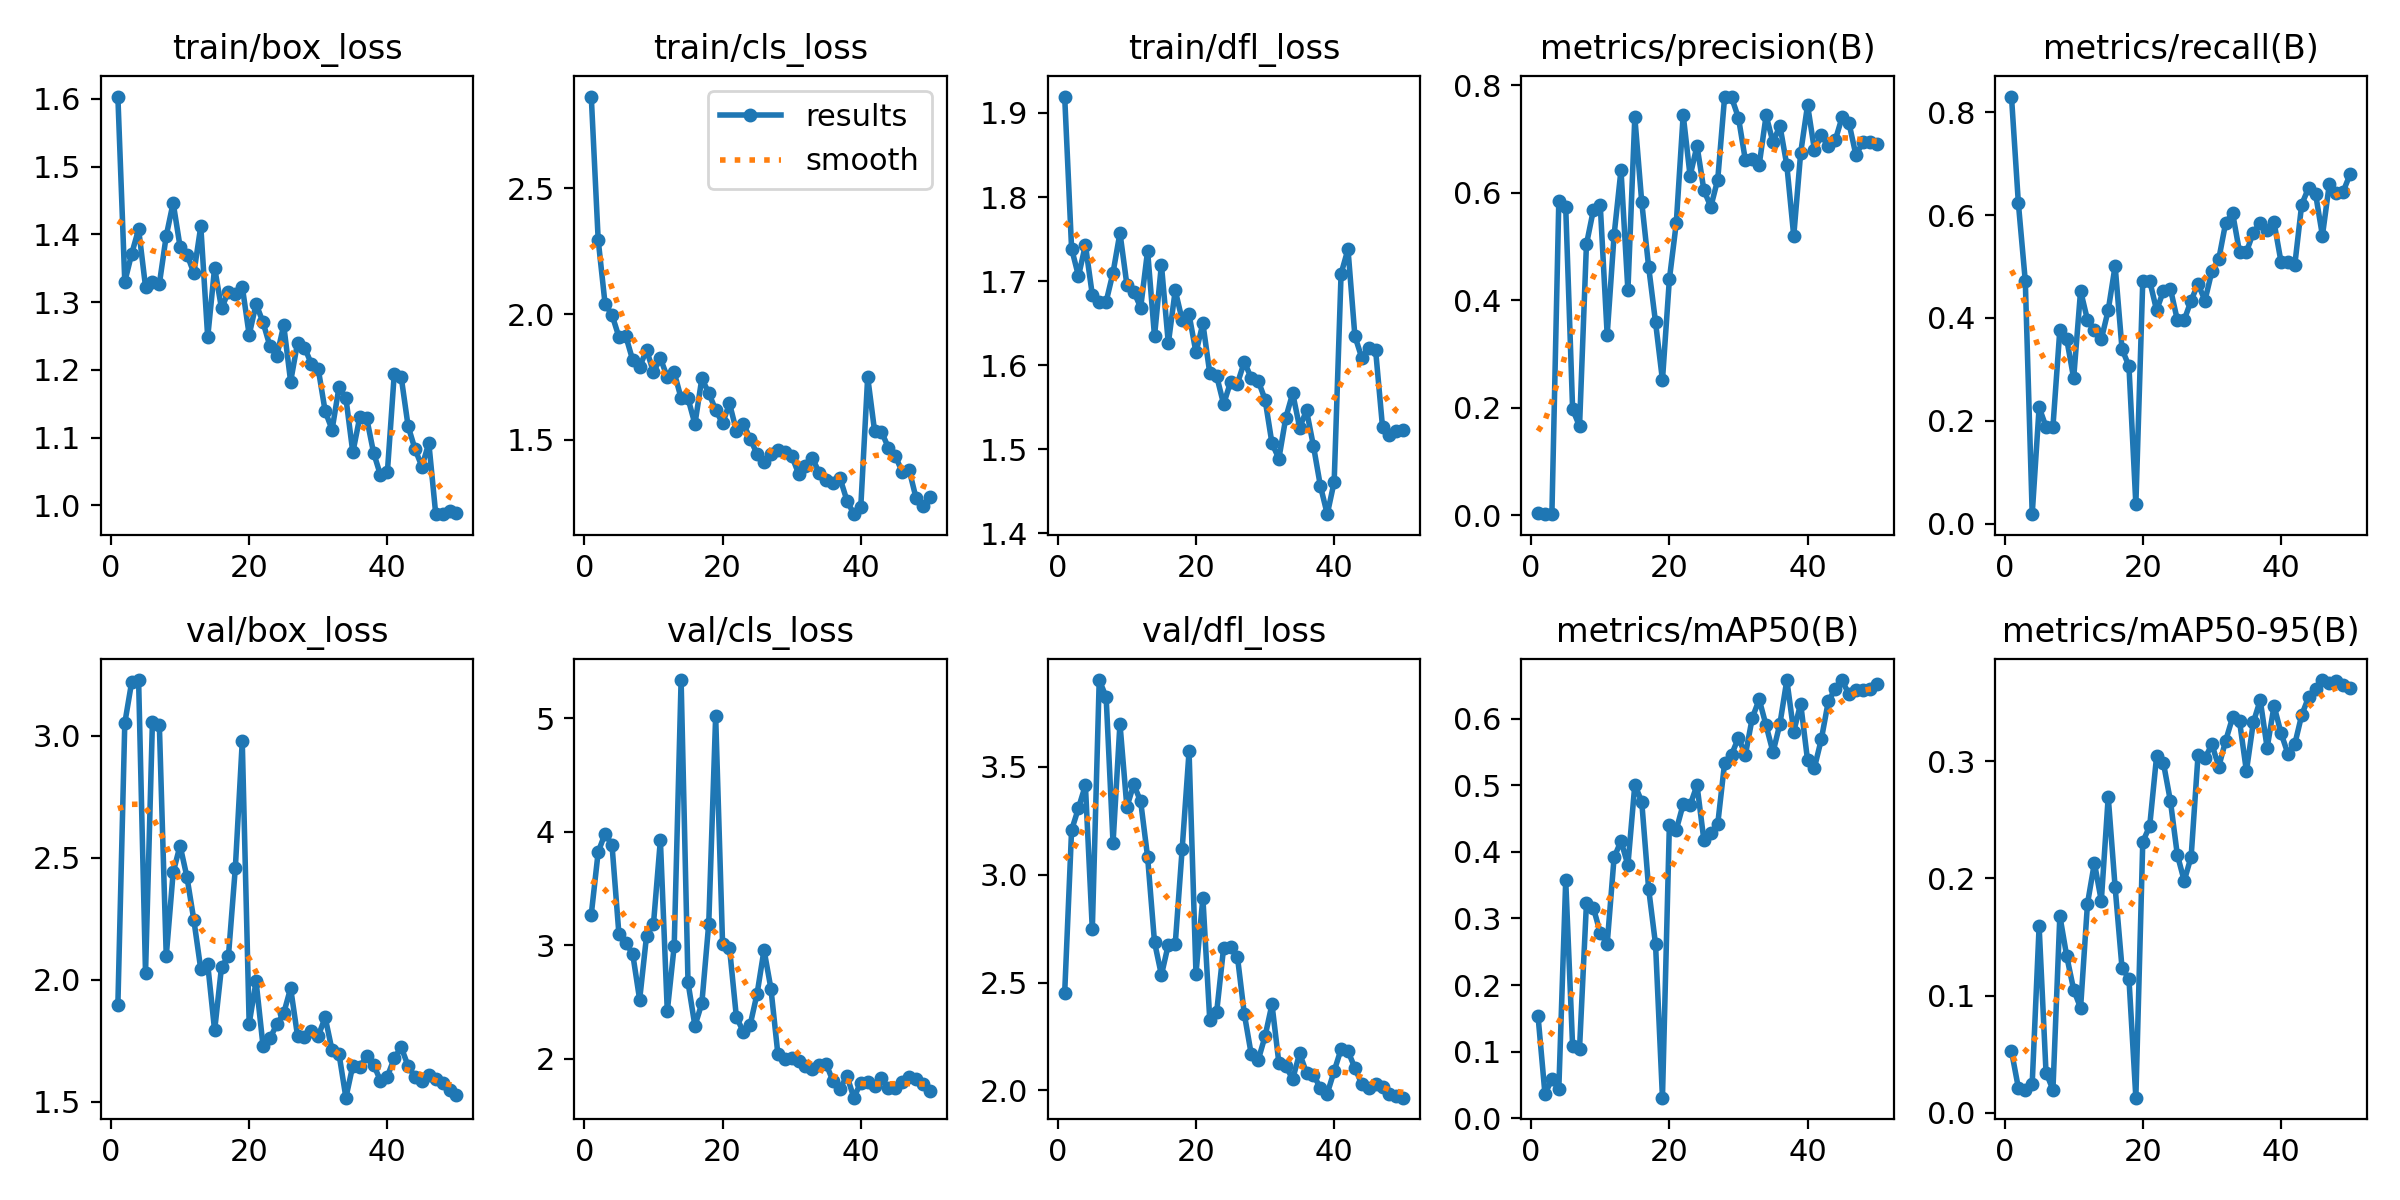 train/box_loss
1.6
1.5
1.4
1.3
1.2
1.1
1.0
0 20 40
train/cls_loss
results
smooth
2.5
2.0
1.5
0 20 40
train/dfl_loss
1.9
1.8
1.7
1.6
1.5
1.4
0 20 40
metrics/precision(B)
0.8
0.6
0.4
0.2
0.0
0 20 40
metrics/recall(B)
0.8
0.6
0.4
0.2
0.0
0 20 40
val/box_loss
3.0
2.5
2.0
1.5
0 20 40
val/cls_loss
5
4
3
2
0 20 40
val/dfl_loss
3.5
3.0
2.5
2.0
0 20 40
metrics/mAP50(B)
0.6
0.5
0.4
0.3
0.2
0.1
0.0
0 20 40
metrics/mAP50-95(B)
0.3
0.2
0.1
0.0
0 20 40